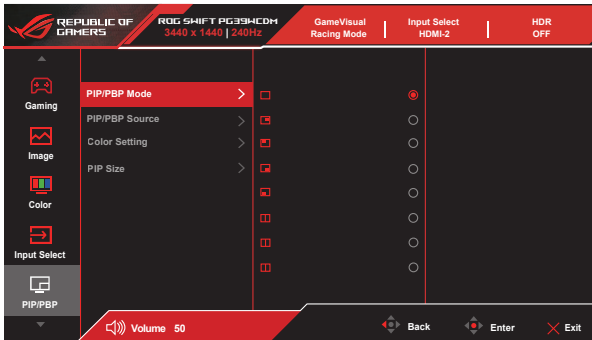 REPUBLIC OF
GAMERS
ROG SWIFT PG39WCDM
3440 x 1440 | 240Hz
GameVisual
Racing Mode
Input Select
HDMI-2
HDR
OFF
Gaming
Image
Color
Input Select
PIP/PBP
PIP/PBP Mode
PIP/PBP Source
Color Setting
PIP Size
Volume 50
Back
Enter
Exit